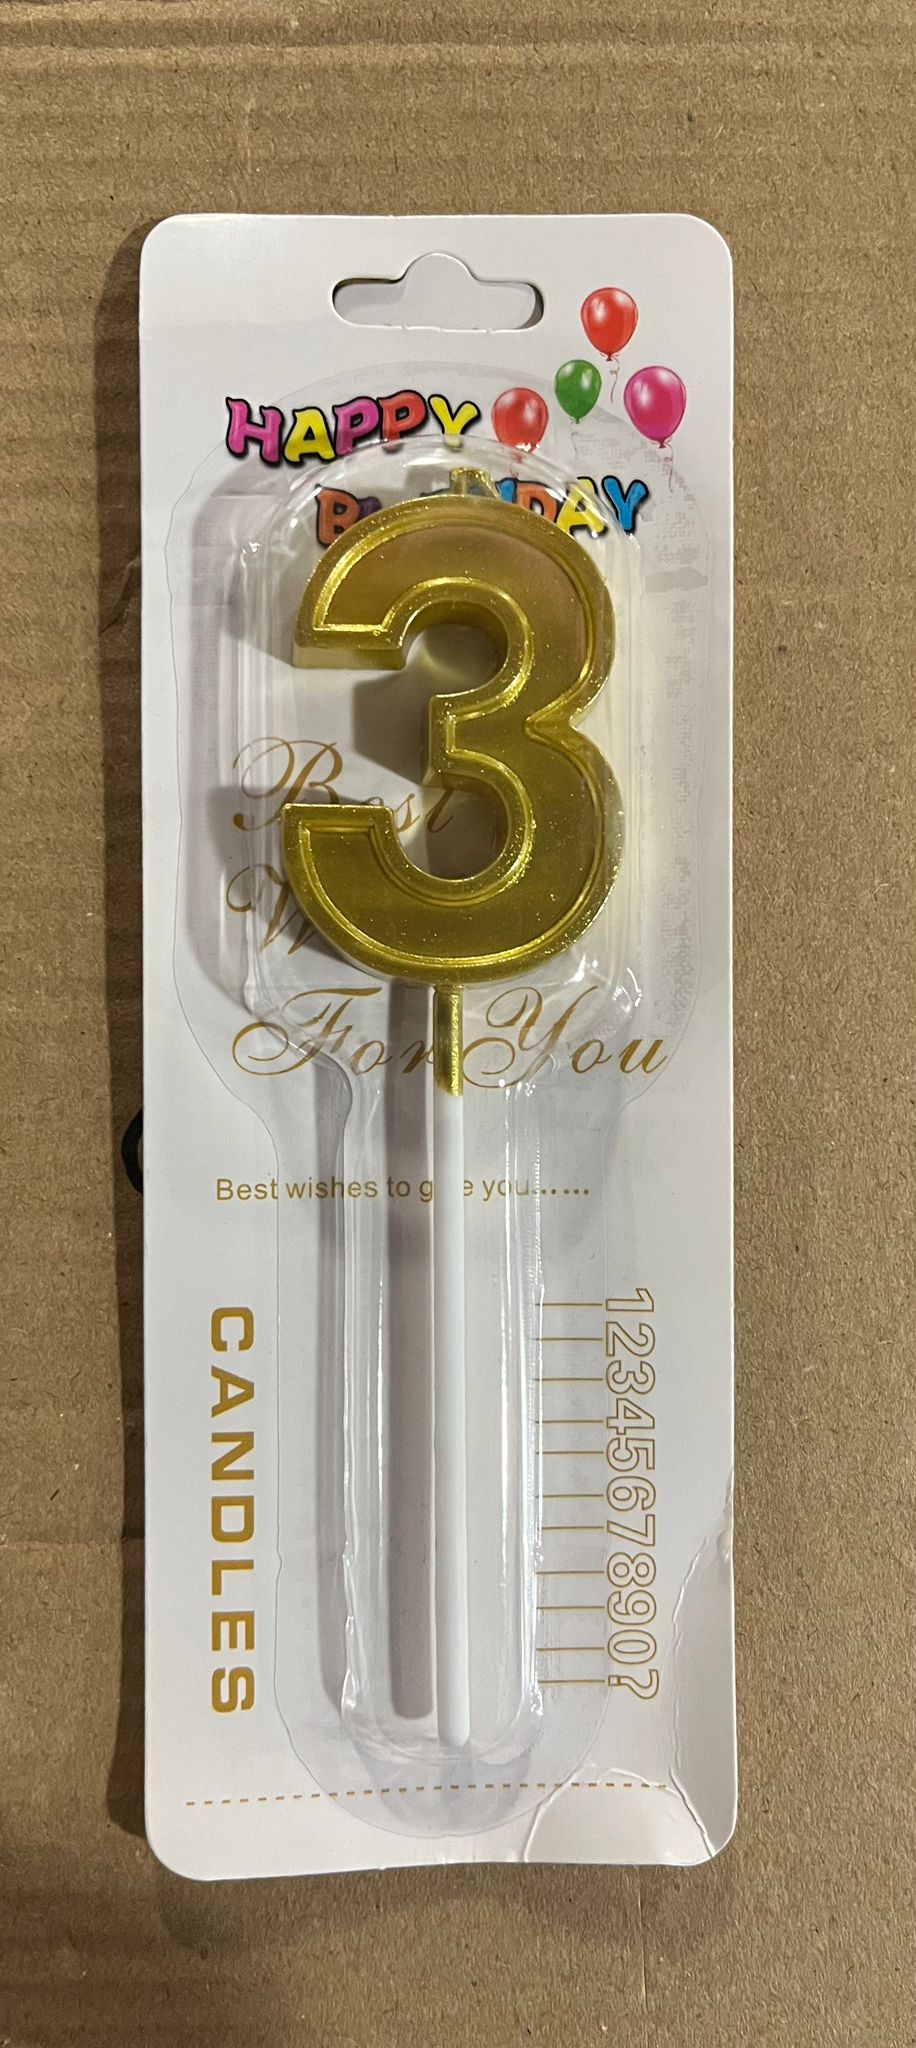 HAPPY
3
For You
Best wishes to
you......
CANDLES
1234567890?